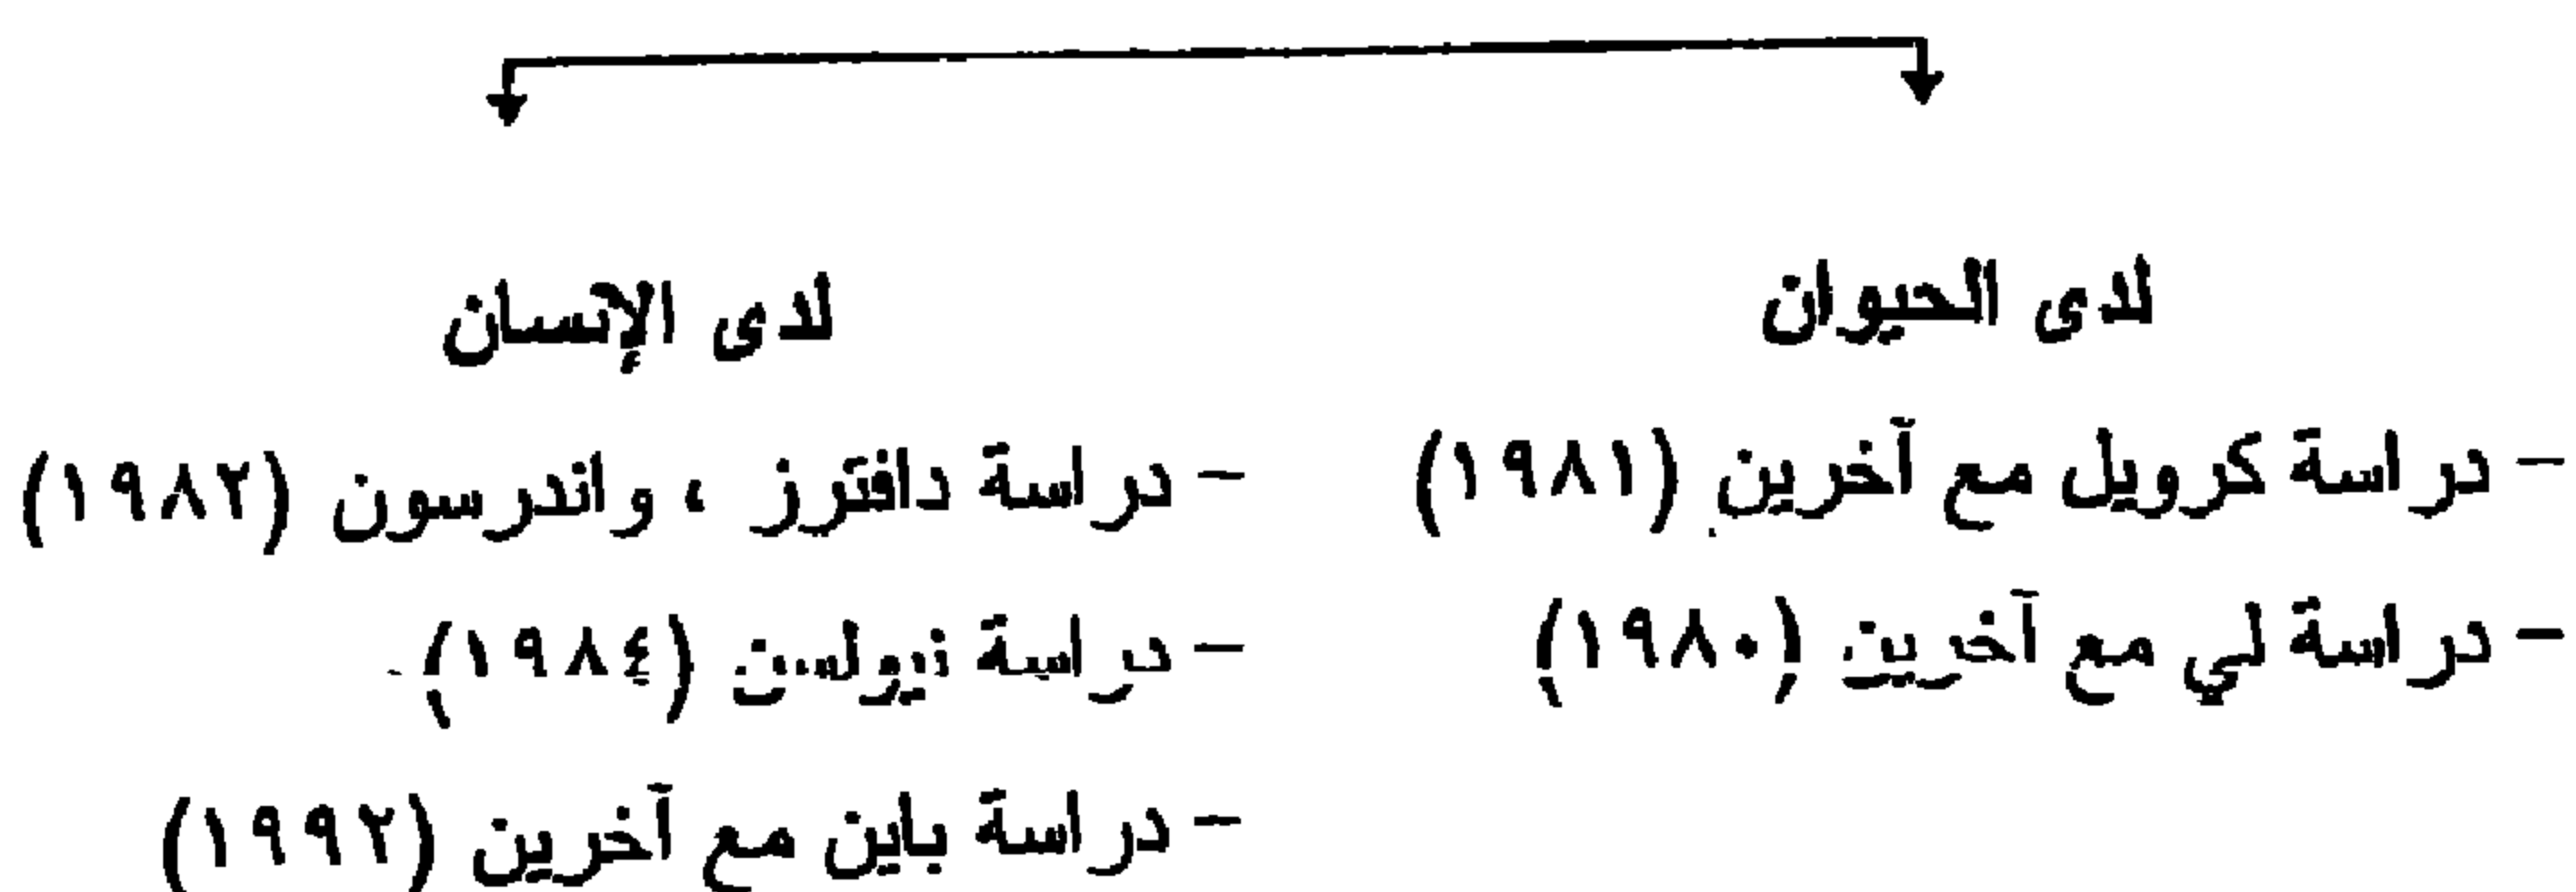 لدى الحيوان
- دراسة كرويل مع آخرين (١٩٨١)
- دراسة لي مع آخرين (١٩٨٠)
لدى الإنسان
- دراسة دافترز ، واندرسون (١٩٨٢)
- دراسة نيولسن (١٩٨٤)
- دراسة باين مع آخرين (١٩٩٢)